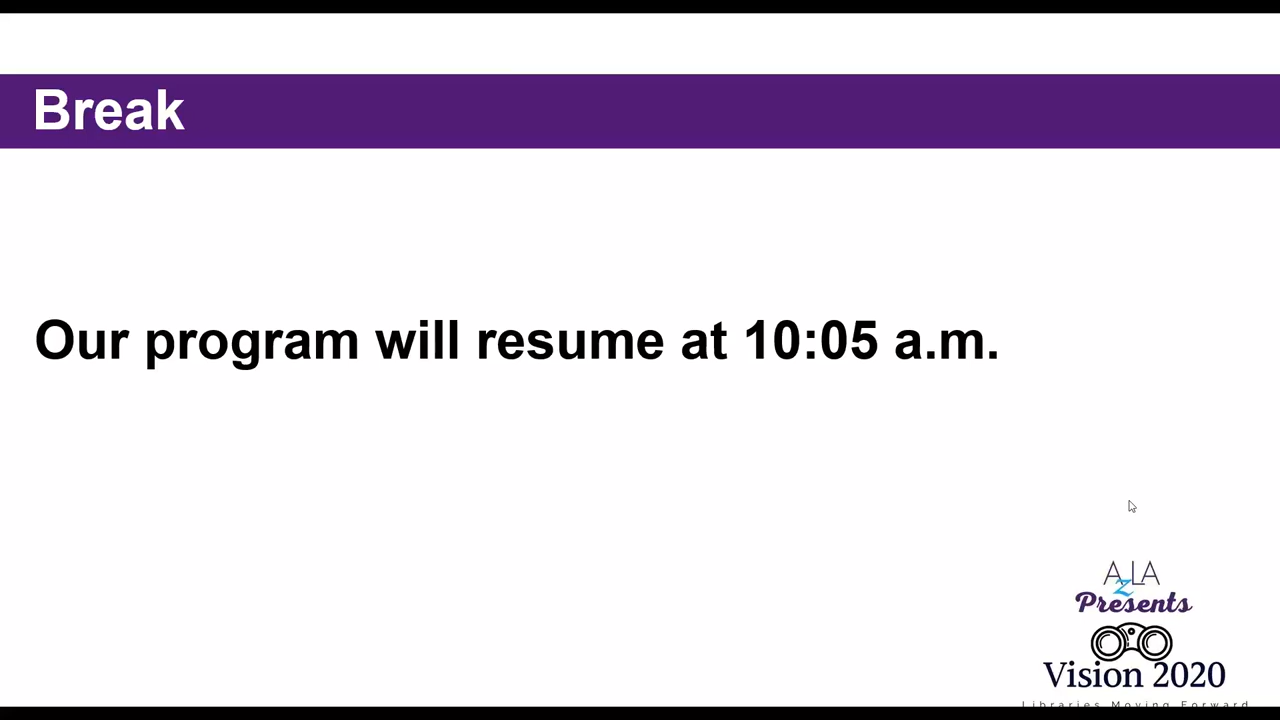 Break
Our program will resume at 10:05 a.m.
AzLA
Presents
Vision 2020
Libraries Moving Forward